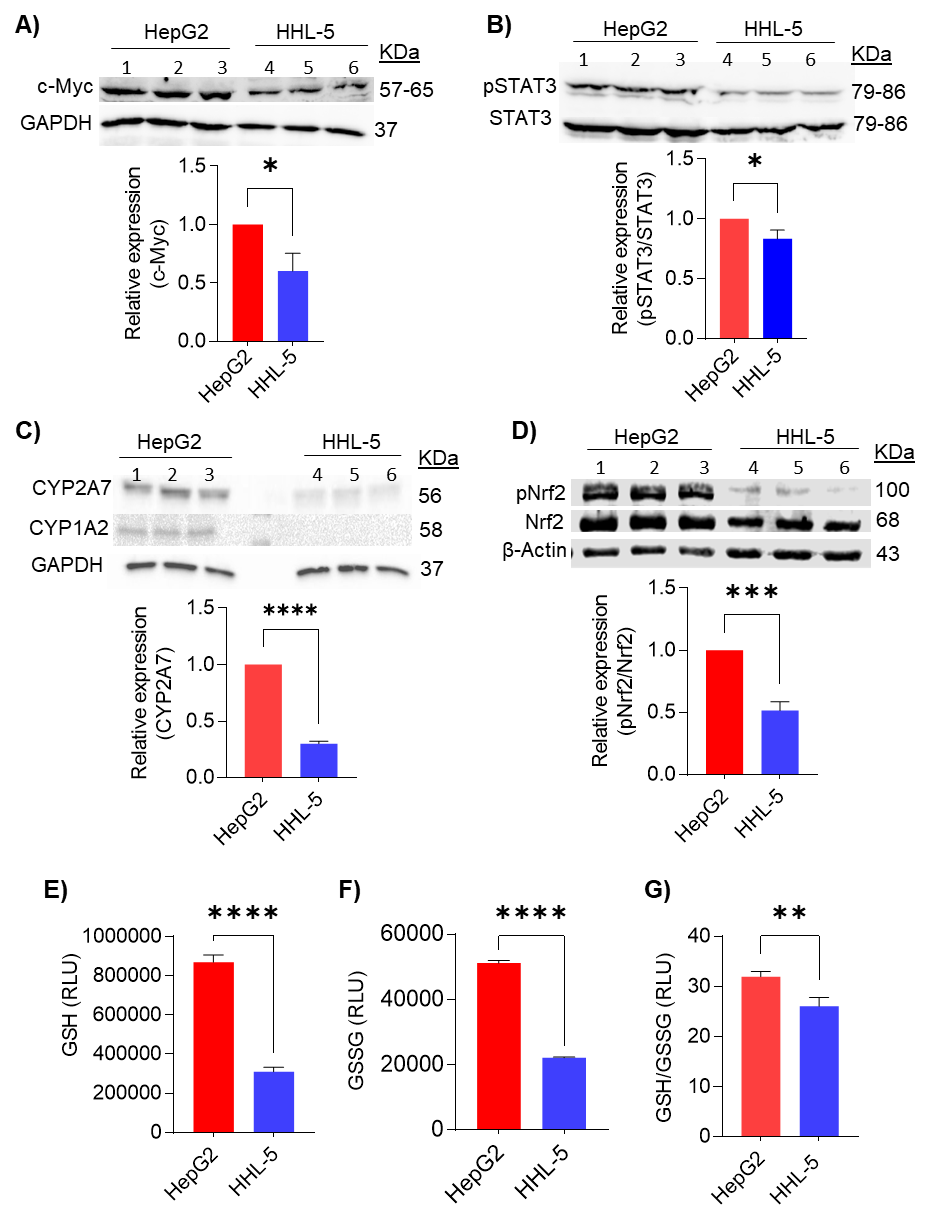 A)
HepG2 HHL-5
KDa
1 2 3 4 5 6
c-Myc 57-65
GAPDH 37
*
1.5
1.0
0.5
0.0
Relative expression
(c-Myc)
HepG2
HHL-5
B)
HepG2 HHL-5
KDa
1 2 3 4 5 6
pSTAT3 79-86
STAT3 79-86
*
1.5
1.0
0.5
0.0
Relative expression
(pSTAT3/STAT3)
HepG2
HHL-5
C)
HepG2 HHL-5
KDa
1 2 3 4 5 6
CYP2A7 56
CYP1A2 58
GAPDH 37
****
1.5
1.0
0.5
0.0
Relative expression
(CYP2A7)
HepG2
HHL-5
D)
HepG2 HHL-5
KDa
1 2 3 4 5 6
pNrf2 100
Nrf2 68
β-Actin 43
***
1.5
1.0
0.5
0.0
Relative expression
(pNrf2/Nrf2)
HepG2
HHL-5
E)
****
1000000
800000
600000
400000
200000
0
GSH (RLU)
HepG2
HHL-5
F)
****
60000
40000
20000
0
GSSG (RLU)
HepG2
HHL-5
G)
**
40
30
20
10
0
GSH/GSSG (RLU)
HepG2
HHL-5